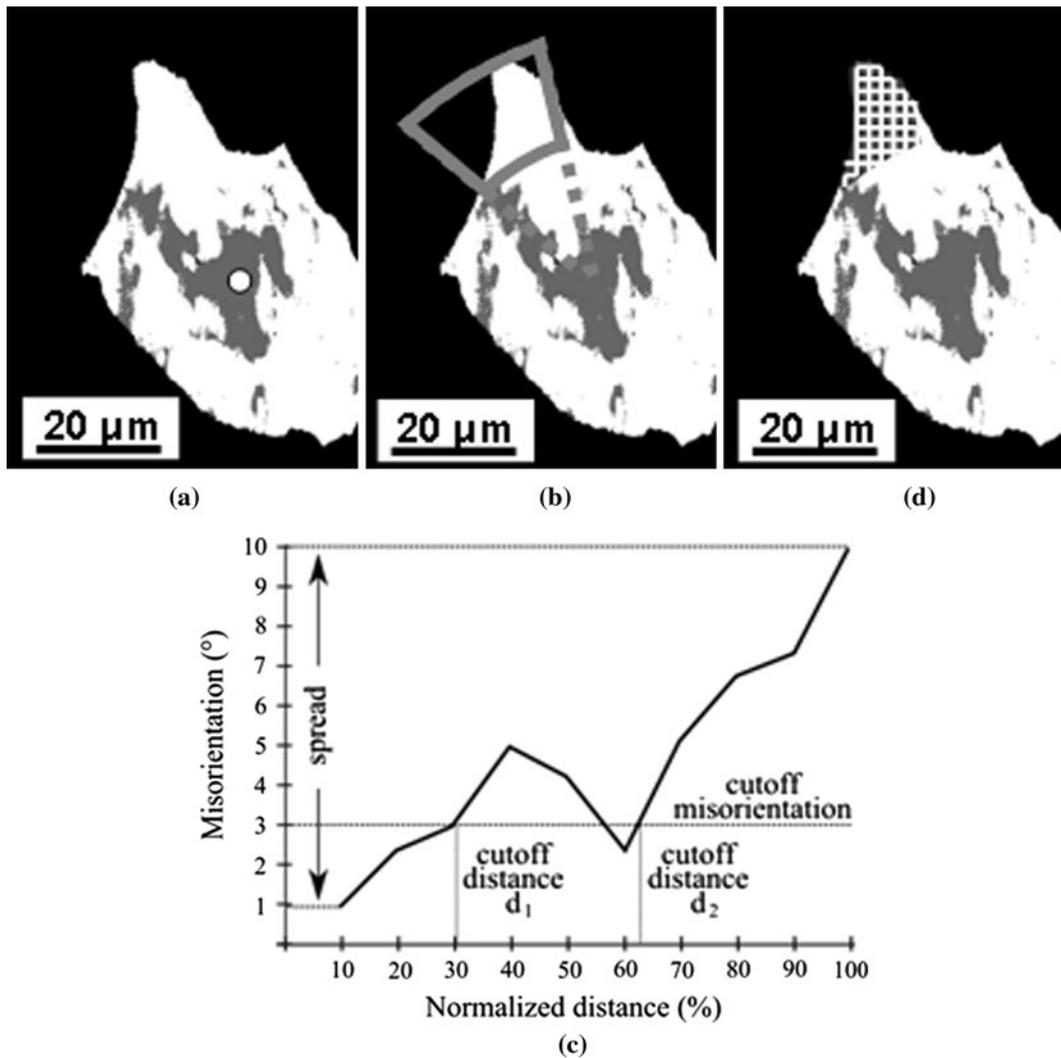 20 µm
20 µm
20 µm
(a)
(b)
(d)
10
9
8
7
6
5
4
3
2
1
Misorientation (°)
spread
cutoff
misorientation
cutoff
distance
d₁
cutoff
distance
d₂
10 20 30 40 50 60 70 80 90 100
Normalized distance (%)
(c)